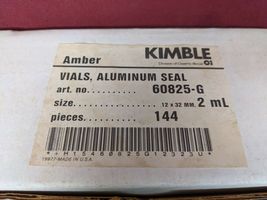 Amber
KIMBLE
Division of Owens-Illinois
VIALS, ALUMINUM SEAL
art. no. 60825-G
size. 12 x 32 MM. 2 mL
pieces. 144
19977-MADE IN U.S.A.